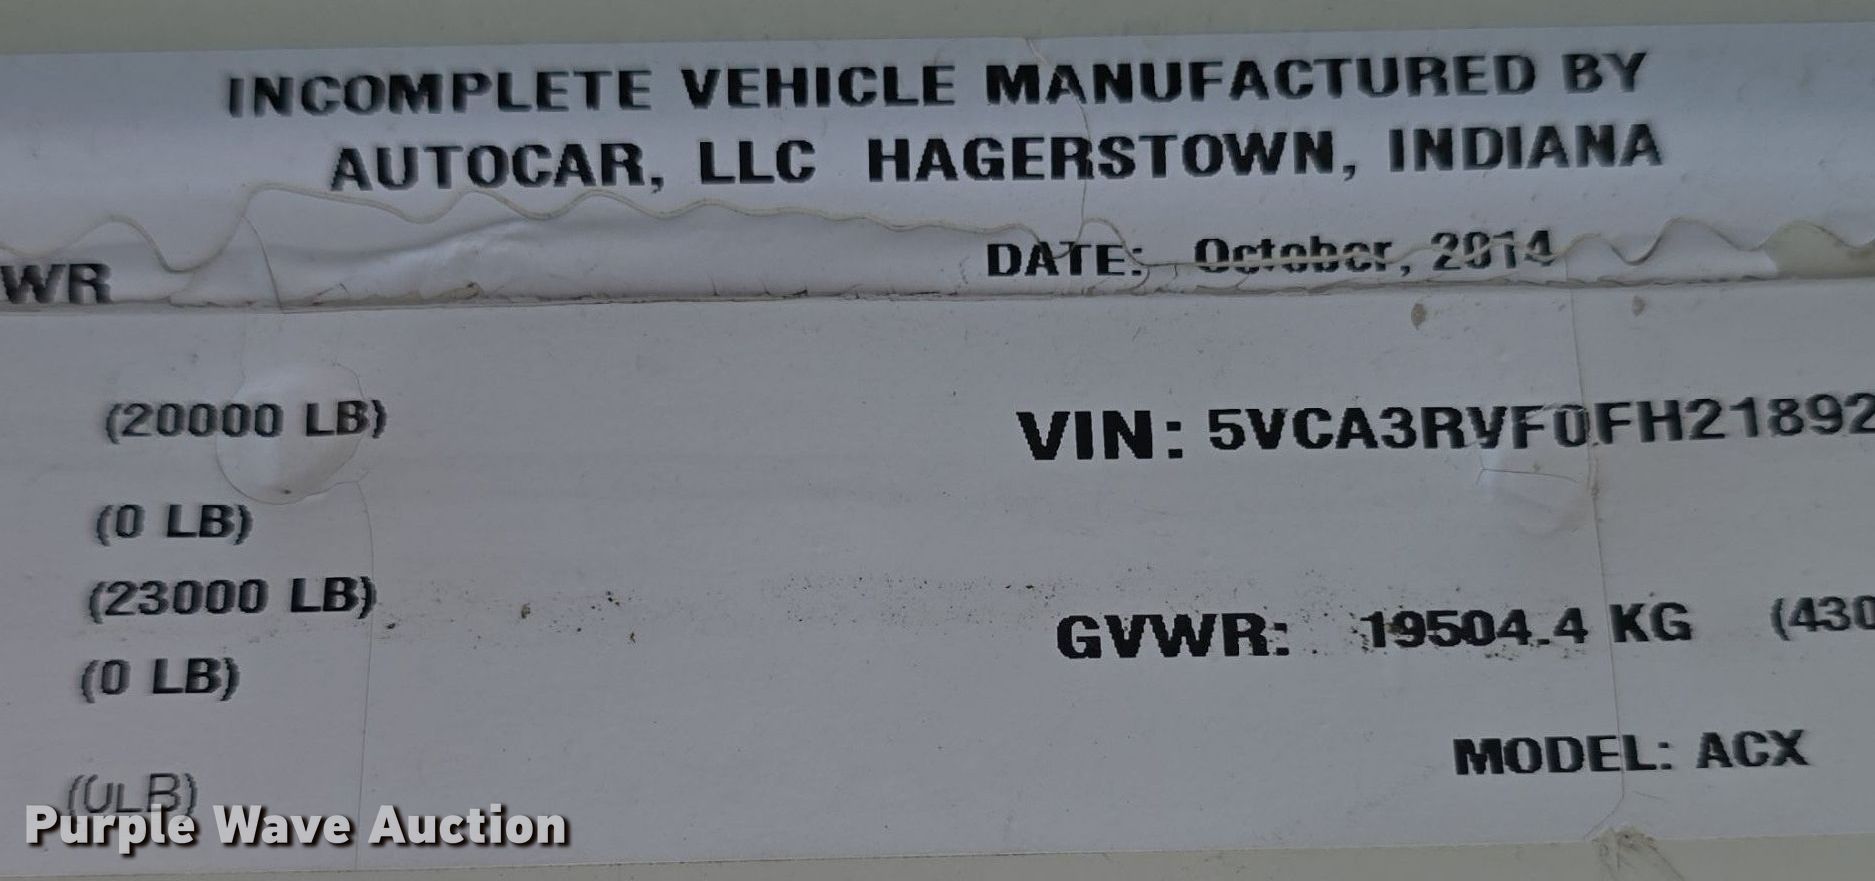 INCOMPLETE VEHICLE MANUFACTURED BY
AUTOCAR, LLC HAGERSTOWN, INDIANA
DATE: October, 2014
WR
(20000 LB)
VIN: 5VCA3RVF0FH21892
(0 LB)
(23000 LB)
GVWR: 19504.4 KG (430
(0 LB)
MODEL: ACX
(0LB)
Purple Wave Auction